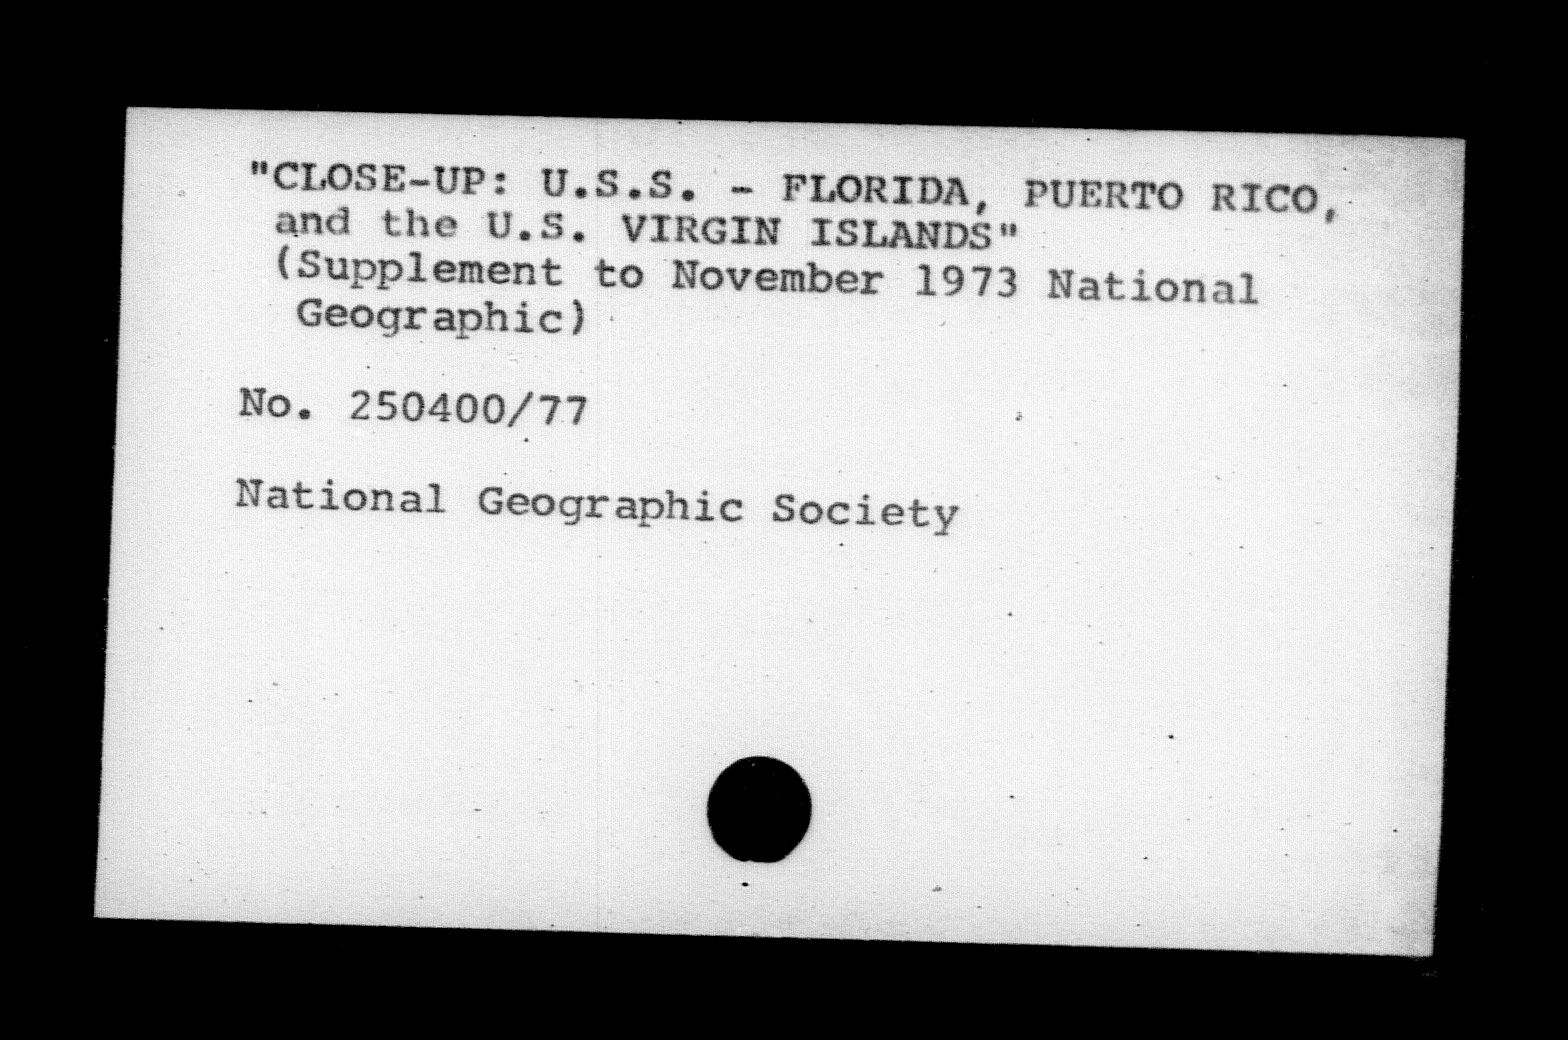 "CLOSE-UP: U.S.S. - FLORIDA, PUERTO RICO,
and the U.S. VIRGIN ISLANDS"
(Supplement to November 1973 National
Geographic)
No. 250400/77
National Geographic Society